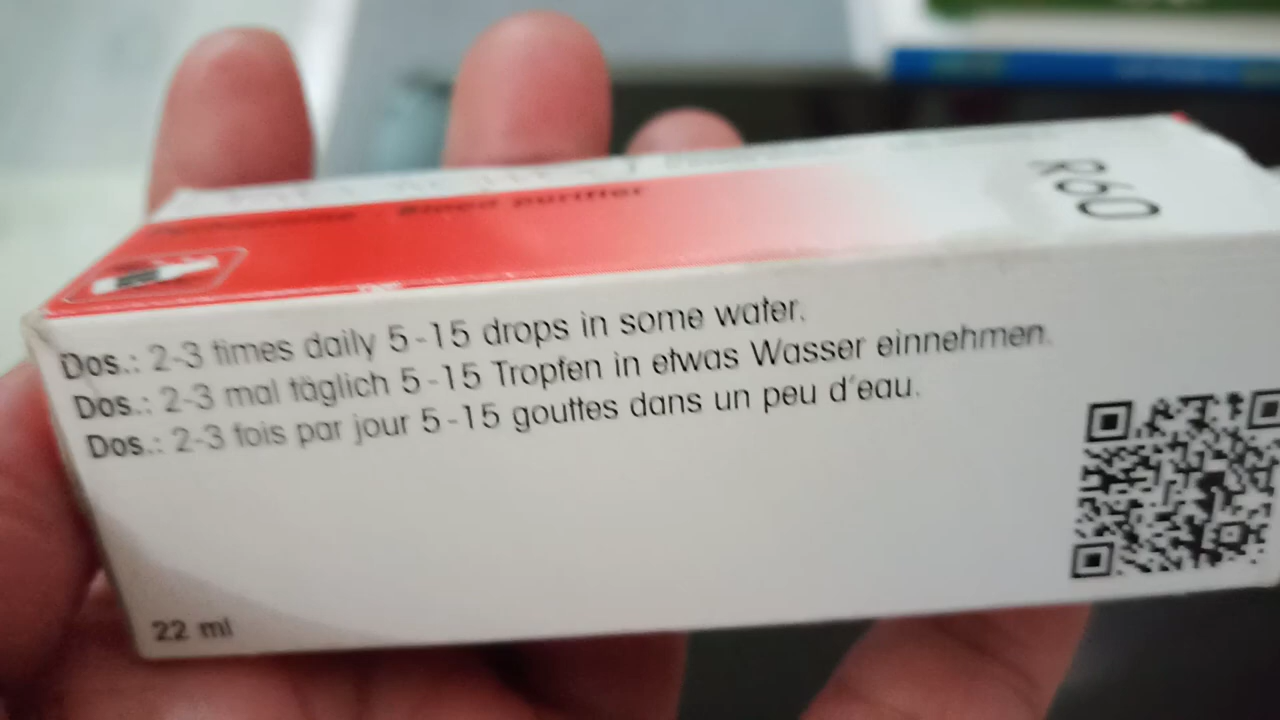 Blood purifier
R60
Dos.: 2-3 times daily 5-15 drops in some water.
Dos.: 2-3 mal täglich 5-15 Tropfen in etwas Wasser einnehmen.
Dos.: 2-3 fois par jour 5-15 gouttes dans un peu d'eau.
22 ml